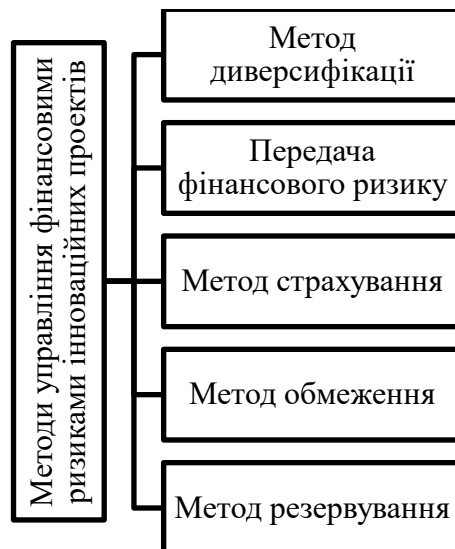 Методи управління фінансовими
ризиками інноваційних проектів
Метод
диверсифікації
Передача
фінансового ризику
Метод страхування
Метод обмеження
Метод резервування